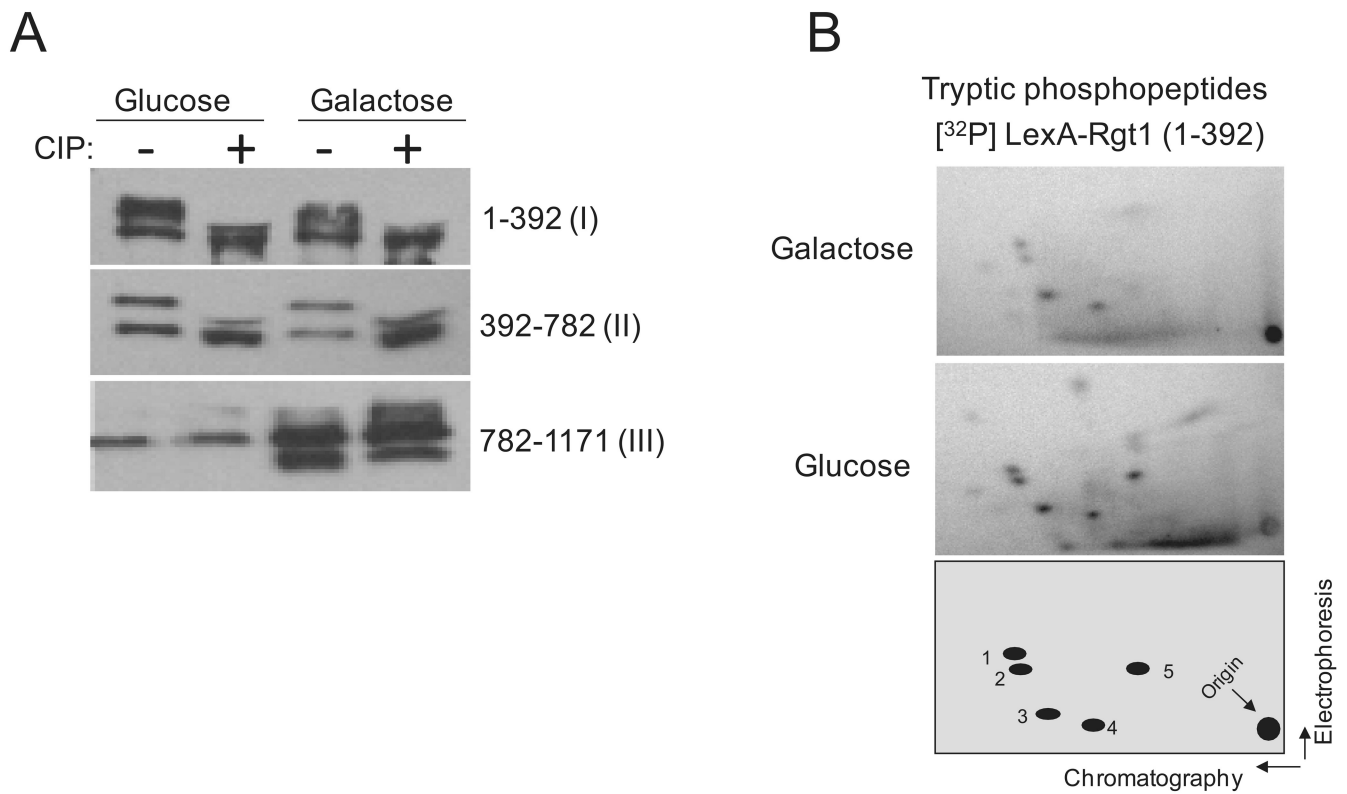 A
Glucose Galactose
CIP: - + - +
1-392 (I)
392-782 (II)
782-1171 (III)
B
Tryptic phosphopeptides
[³²P] LexA-Rgt1 (1-392)
Galactose
Glucose
1
2
3
4
5
Origin
Electrophoresis
Chromatography